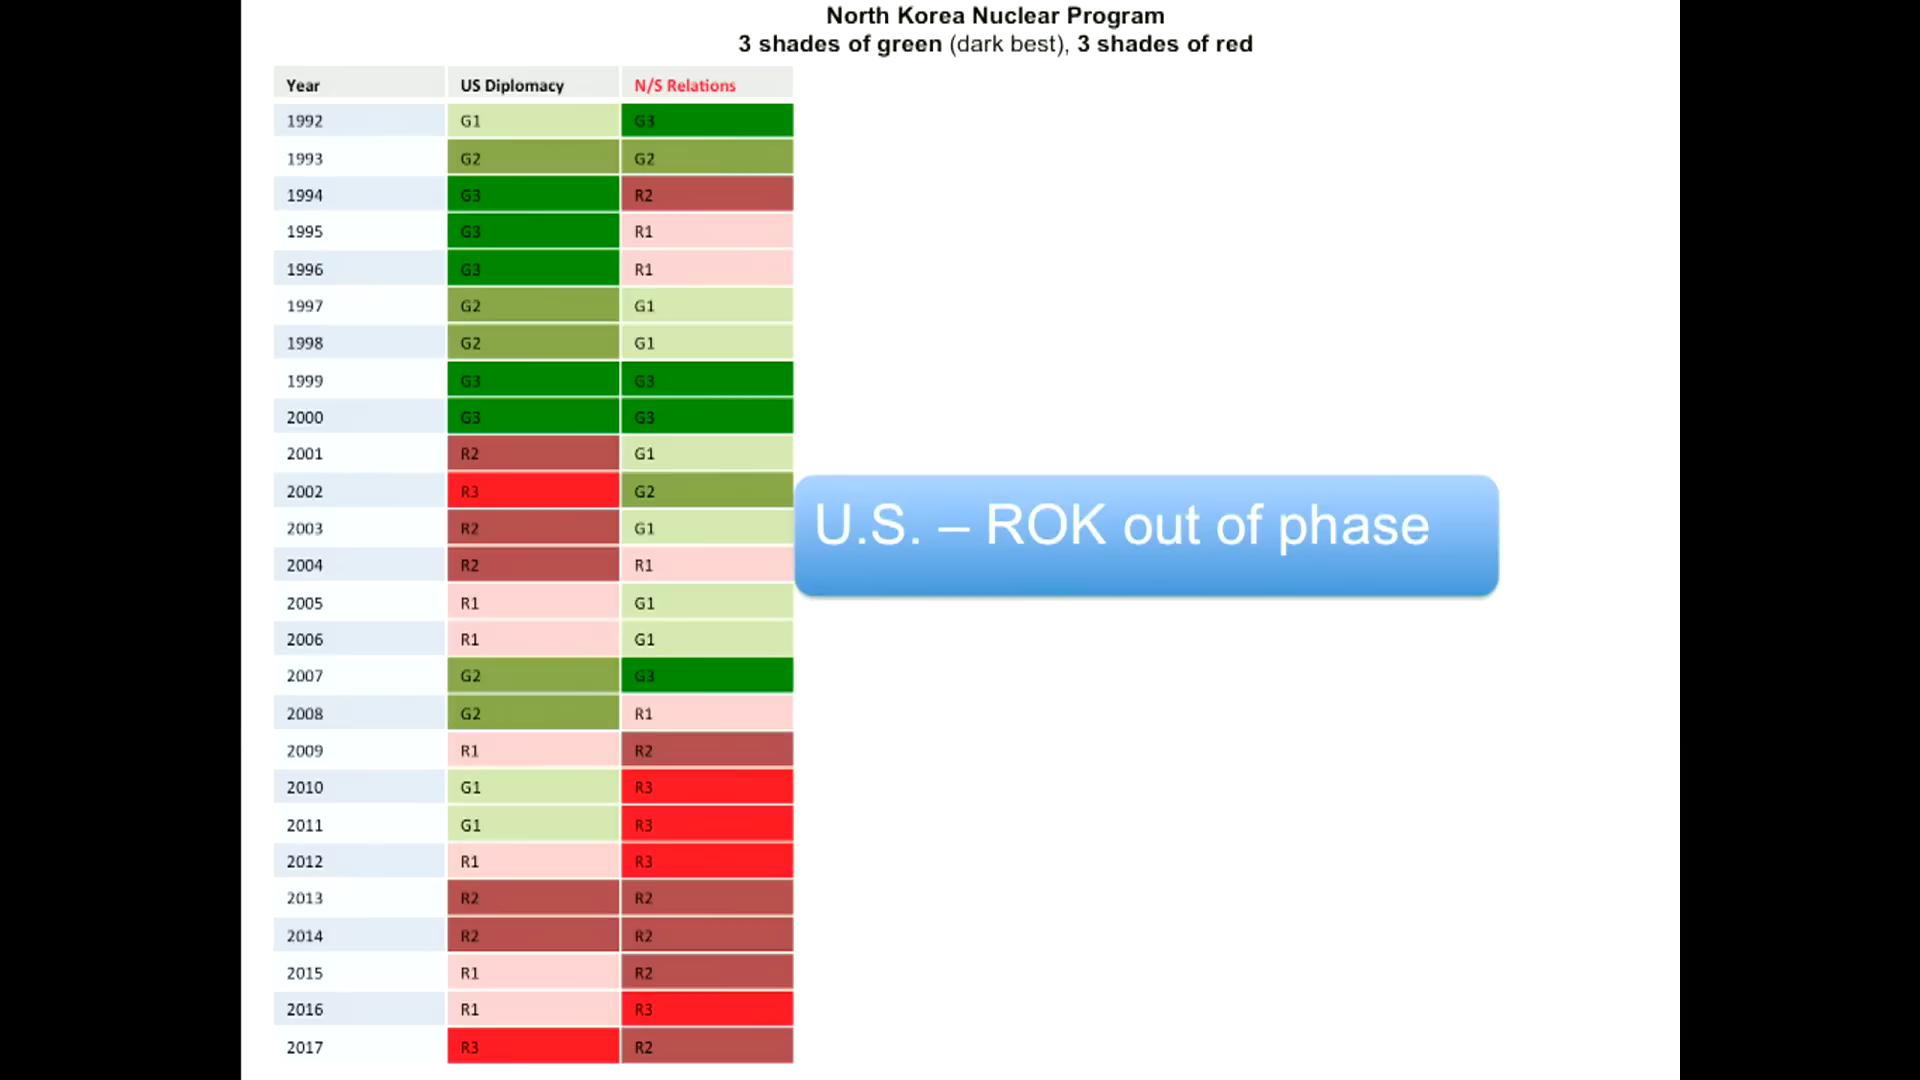 North Korea Nuclear Program
3 shades of green (dark best), 3 shades of red
Year US Diplomacy N/S Relations
1992 G1 G3
1993 G2 G2
1994 G3 R2
1995 G3 R1
1996 G3 R1
1997 G2 G1
1998 G2 G1
1999 G3 G3
2000 G3 G3
2001 R2 G1
2002 R3 G2
2003 R2 G1
2004 R2 R1
2005 R1 G1
2006 R1 G1
2007 G2 G3
2008 G2 R1
2009 R1 R2
2010 G1 R3
2011 G1 R3
2012 R1 R3
2013 R2 R2
2014 R2 R2
2015 R1 R2
2016 R1 R3
2017 R3 R2
U.S. – ROK out of phase